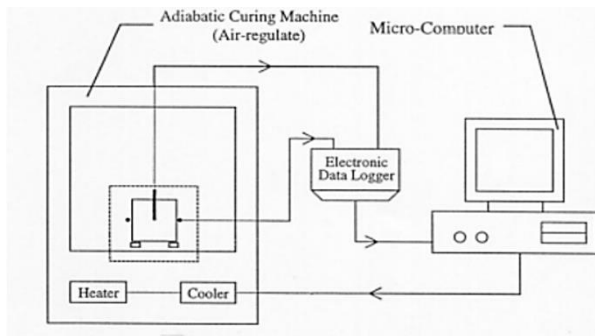 Adiabatic Curing Machine
(Air-regulate)
Micro-Computer
Electronic
Data Logger
Heater
Cooler